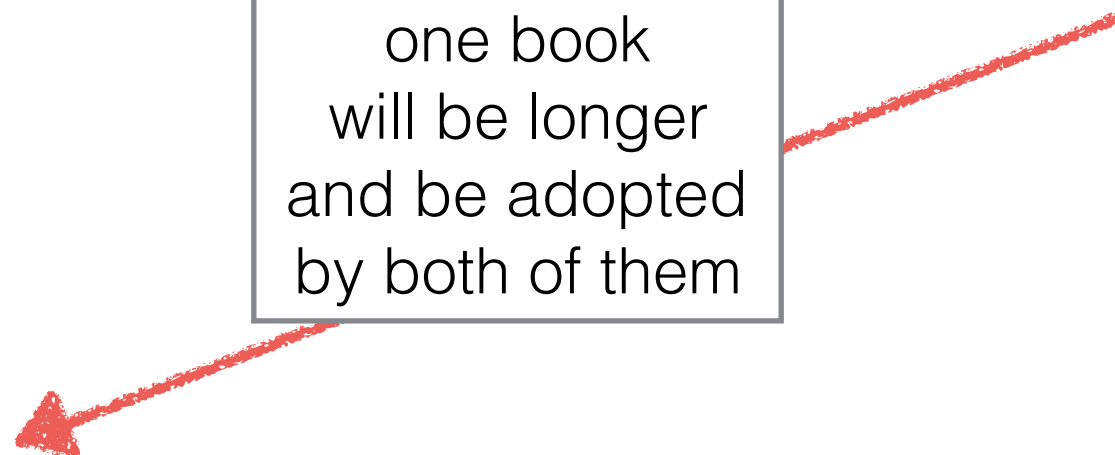 one book
will be longer
and be adopted
by both of them